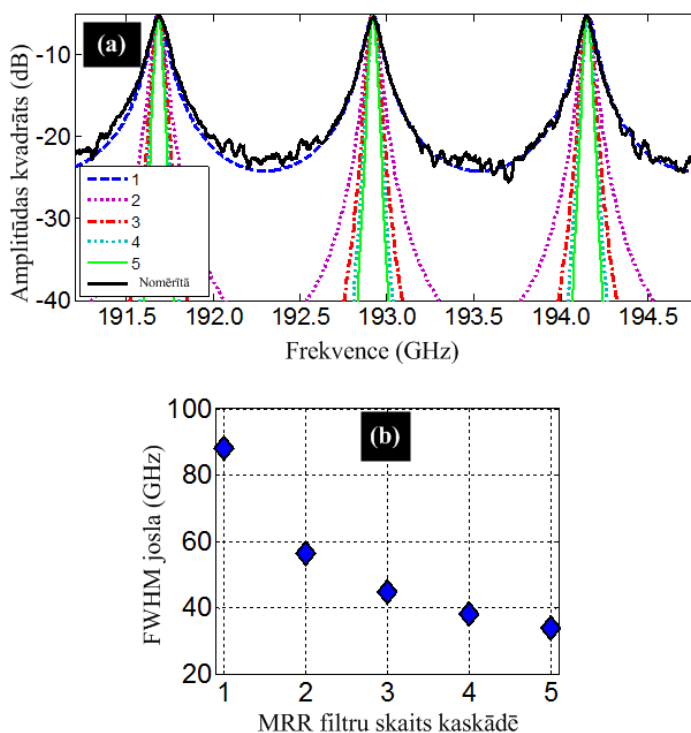 (a)
Amplitūdas kvadrāts (dB)
-5
-10
-20
-30
-40
1
2
3
4
5
Nomērītā
191.5 192.0 192.5 193.0 193.5 194.0 194.5
Frekvence (GHz)
(b)
FWHM josla (GHz)
100
80
60
40
20
1 2 3 4 5
MRR filtru skaits kaskādē